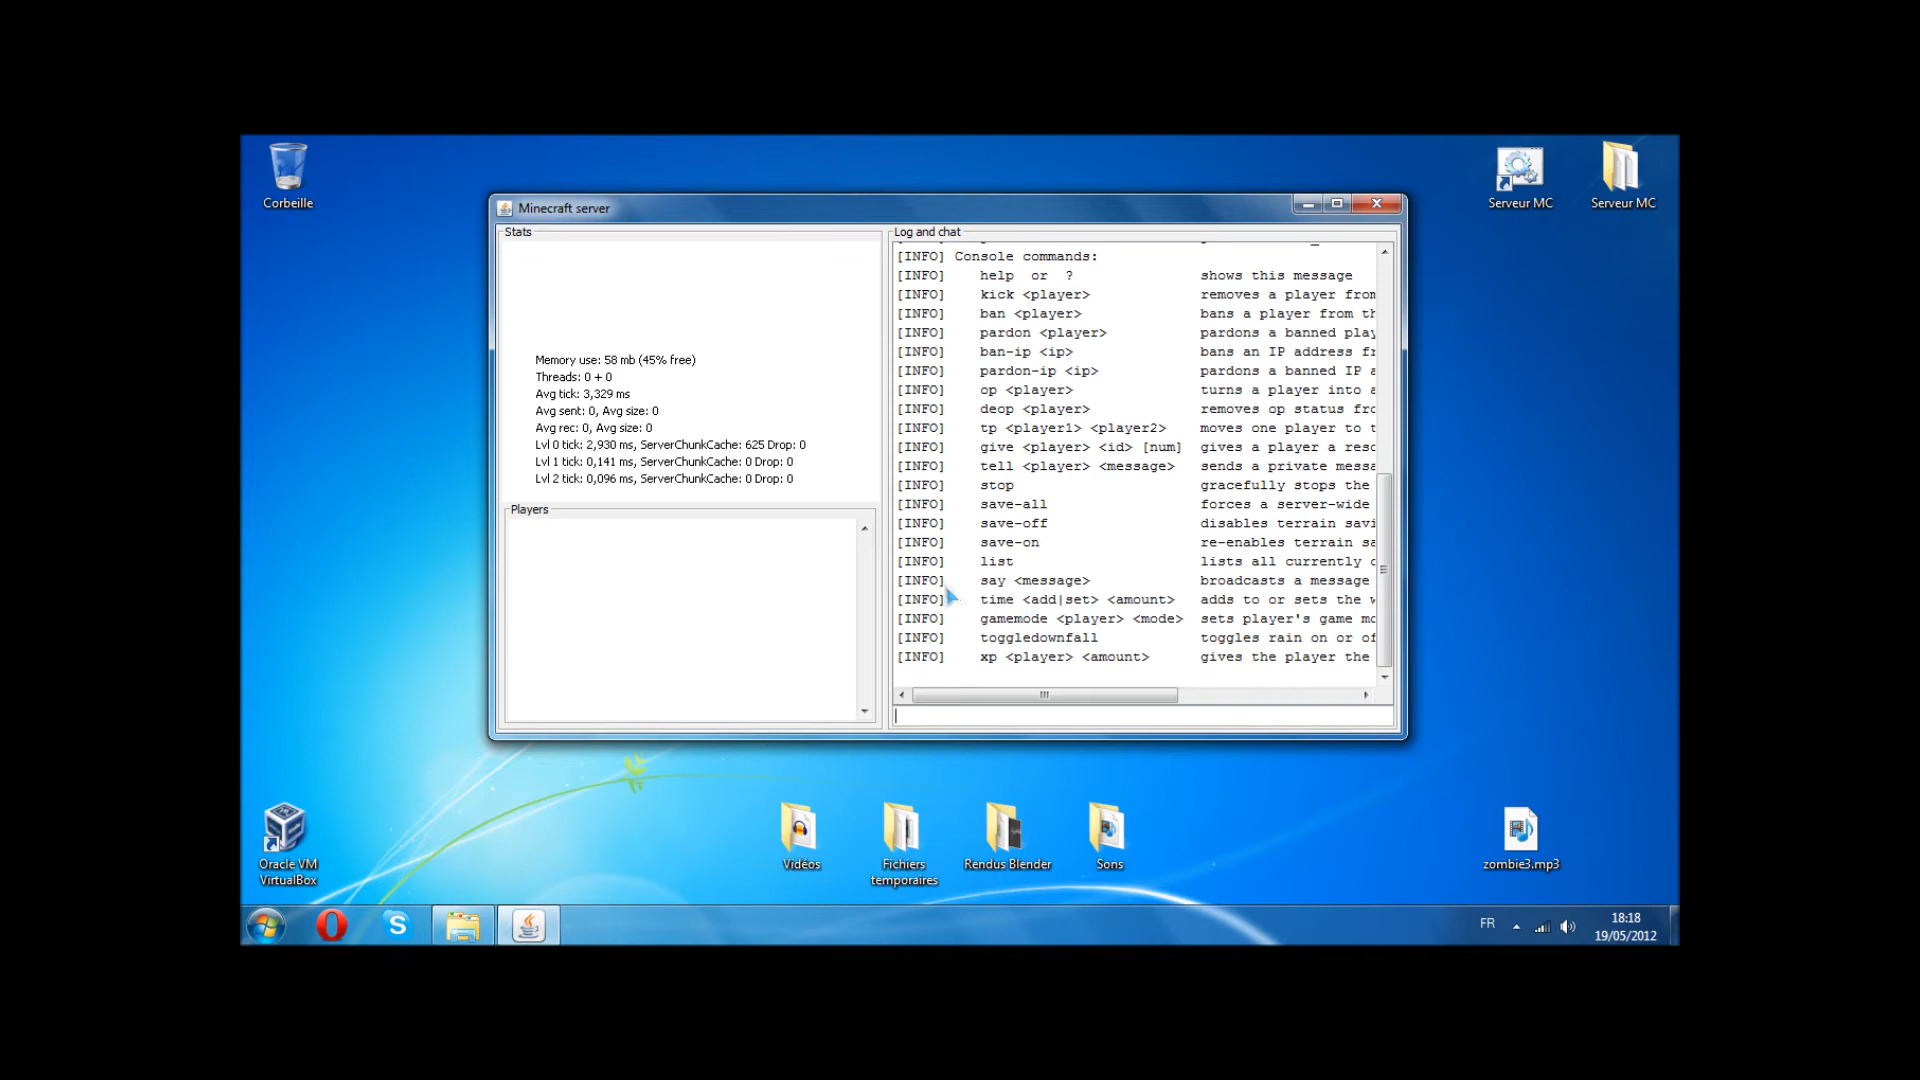 Corbeille
Serveur MC
Serveur MC
Minecraft server
Stats
Memory use: 58 mb (45% free)
Threads: 0 + 0
Avg tick: 3,329 ms
Avg sent: 0, Avg size: 0
Avg rec: 0, Avg size: 0
Lvl 0 tick: 2,930 ms, ServerChunkCache: 625 Drop: 0
Lvl 1 tick: 0,141 ms, ServerChunkCache: 0 Drop: 0
Lvl 2 tick: 0,096 ms, ServerChunkCache: 0 Drop: 0
Players
Log and chat
[INFO] Console commands:
[INFO] help or ? shows this message
[INFO] kick <player> removes a player from
[INFO] ban <player> bans a player from th
[INFO] pardon <player> pardons a banned play
[INFO] ban-ip <ip> bans an IP address fr
[INFO] pardon-ip <ip> pardons a banned IP a
[INFO] op <player> turns a player into a
[INFO] deop <player> removes op status fro
[INFO] tp <player1> <player2> moves one player to t
[INFO] give <player> <id> [num] gives a player a reso
[INFO] tell <player> <message> sends a private messa
[INFO] stop gracefully stops the
[INFO] save-all forces a server-wide
[INFO] save-off disables terrain savi
[INFO] save-on re-enables terrain sa
[INFO] list lists all currently c
[INFO] say <message> broadcasts a message
[INFO] time <add|set> <amount> adds to or sets the w
[INFO] gamemode <player> <mode> sets player's game mo
[INFO] toggledownfall toggles rain on or of
[INFO] xp <player> <amount> gives the player the
Oracle VM
VirtualBox
Vidéos
Fichiers
temporaires
Rendus Blender
Sons
zombie3.mp3
FR
18:18
19/05/2012